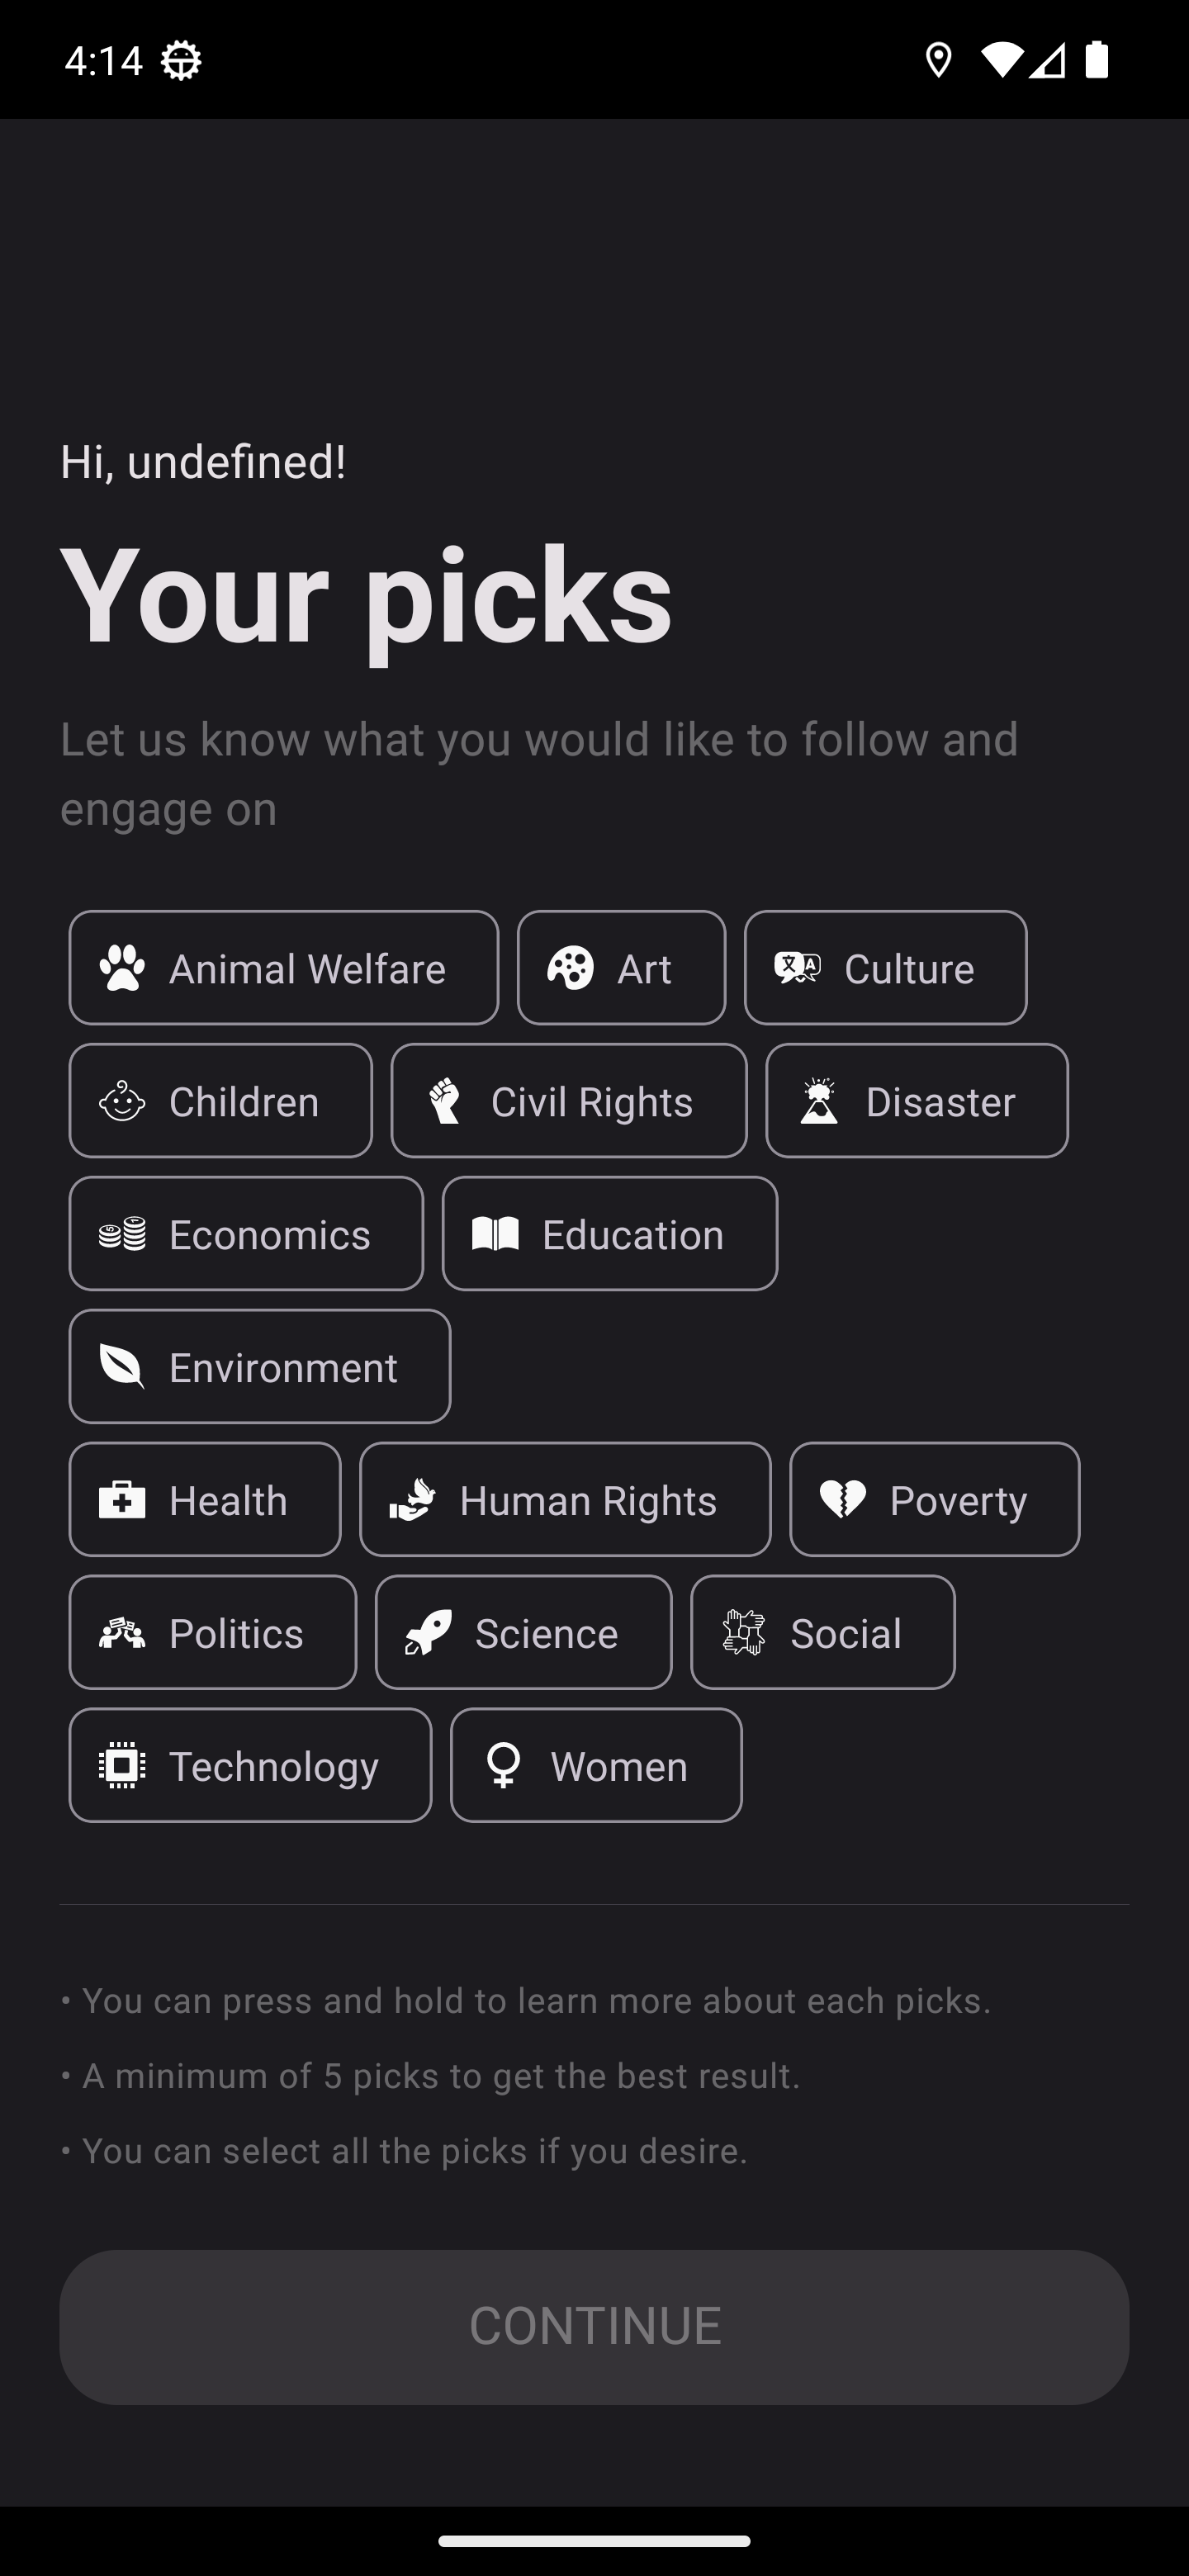 4:14
Hi, undefined!
Your picks
Let us know what you would like to follow and
engage on
Animal Welfare Art Culture
Children Civil Rights Disaster
Economics Education
Environment
Health Human Rights Poverty
Politics Science Social
Technology Women
• You can press and hold to learn more about each picks.
• A minimum of 5 picks to get the best result.
• You can select all the picks if you desire.
CONTINUE